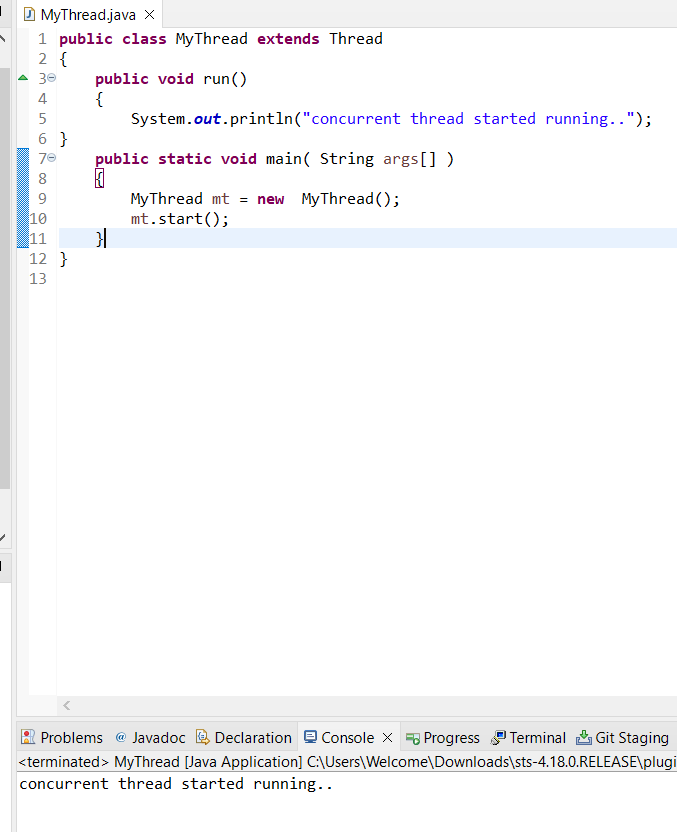 MyThread.java
1 public class MyThread extends Thread
2 {
3 public void run()
4 {
5 System.out.println("concurrent thread started running..");
6 }
7 public static void main( String args[] )
8 {
9 MyThread mt = new  MyThread();
10 mt.start();
11 }
12 }
13
Problems @ Javadoc Declaration Console Progress Terminal Git Staging
<terminated> MyThread [Java Application] C:\Users\Welcome\Downloads\sts-4.18.0.RELEASE\plugi
concurrent thread started running..